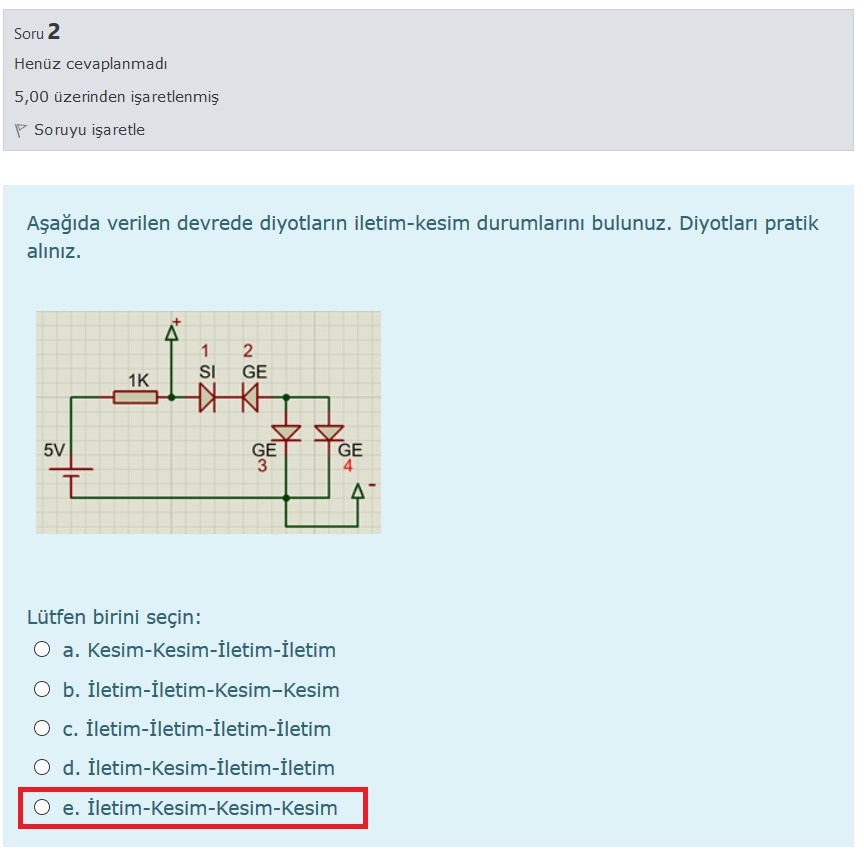 Soru 2
Henüz cevaplanmadı
5,00 üzerinden işaretlenmiş
Soruyu işaretle
Aşağıda verilen devrede diyotların iletim-kesim durumlarını bulunuz. Diyotları pratik
alınız.
+
1 2
1K SI GE
5V GE GE
3 4
-
Lütfen birini seçin:
a. Kesim-Kesim-İletim-İletim
b. İletim-İletim-Kesim–Kesim
c. İletim-İletim-İletim-İletim
d. İletim-Kesim-İletim-İletim
e. İletim-Kesim-Kesim-Kesim